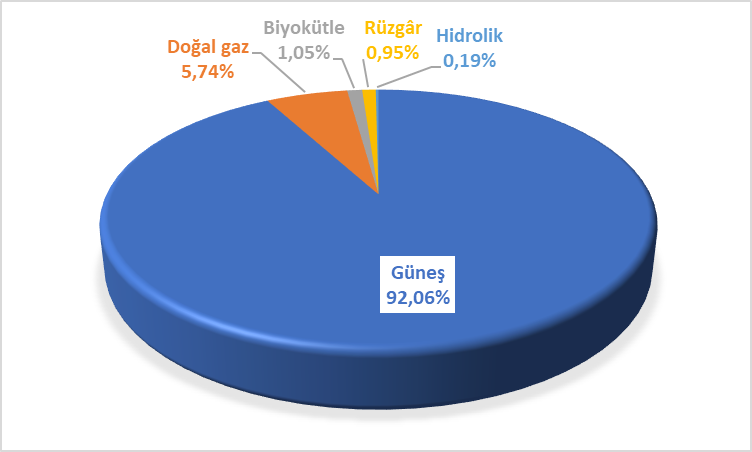 Doğal gaz
5,74%
Biyokütle
1,05%
Rüzgâr
0,95%
Hidrolik
0,19%
Güneş
92,06%